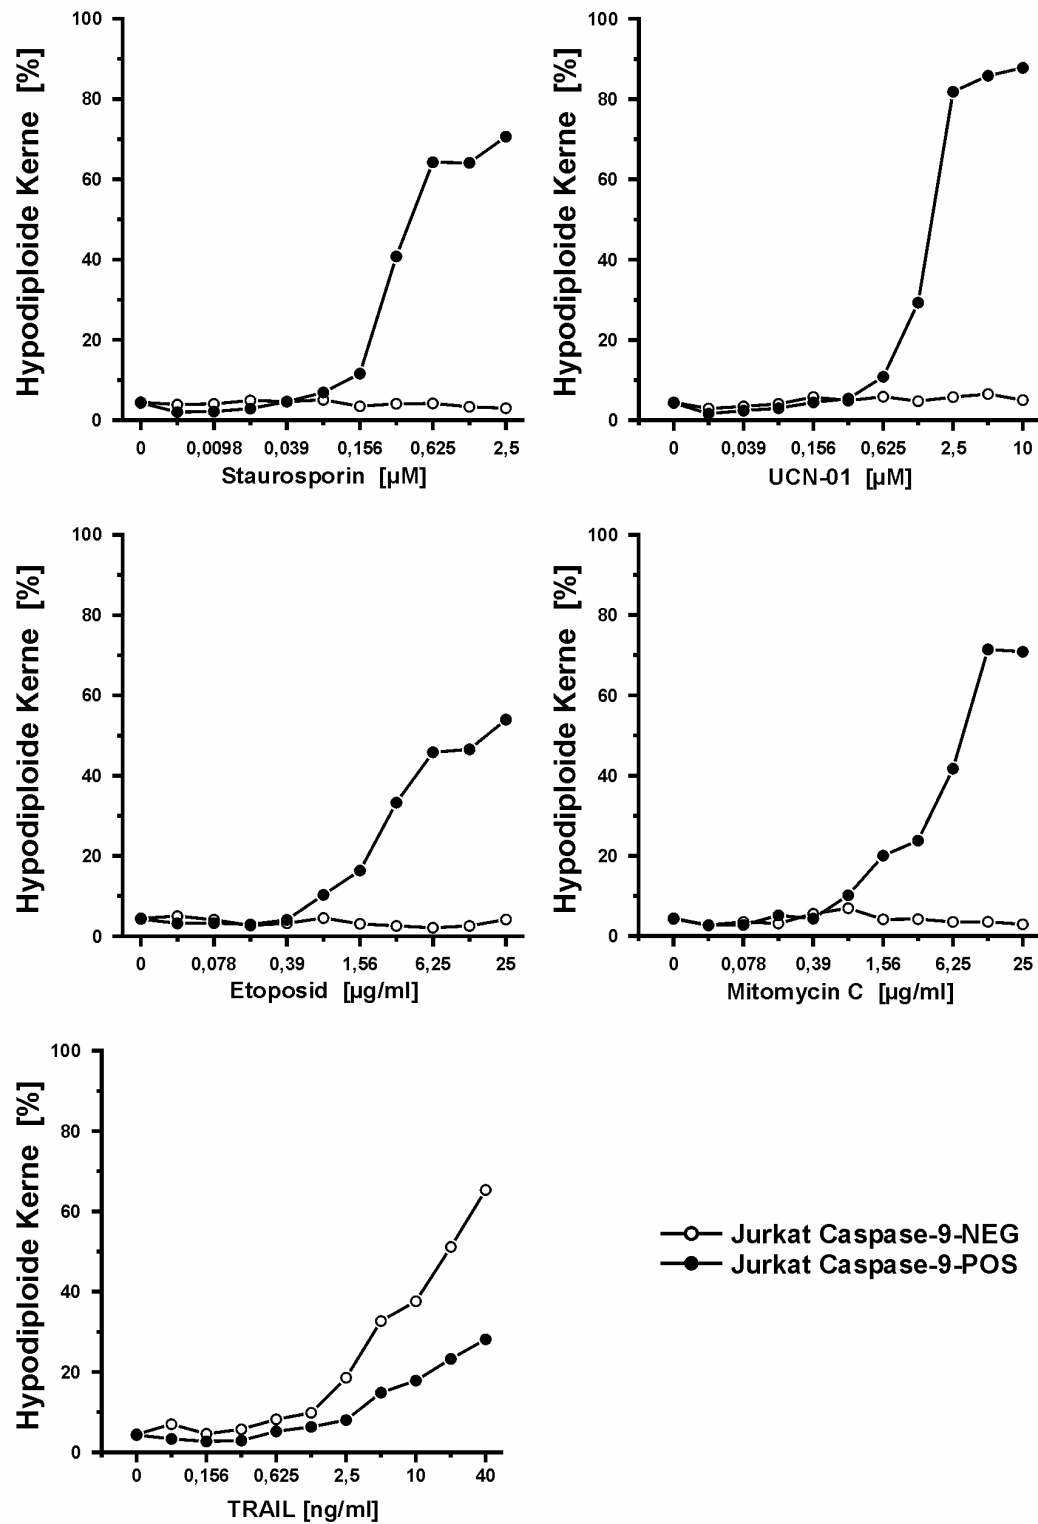 Hypodiploide Kerne [%]
100
80
60
40
20
0
0 0,0098 0,039 0,156 0,625 2,5
Staurosporin [µM]
Hypodiploide Kerne [%]
100
80
60
40
20
0
0 0,039 0,156 0,625 2,5 10
UCN-01 [µM]
Hypodiploide Kerne [%]
100
80
60
40
20
0
0 0,078 0,39 1,56 6,25 25
Etoposid [µg/ml]
Hypodiploide Kerne [%]
100
80
60
40
20
0
0 0,078 0,39 1,56 6,25 25
Mitomycin C [µg/ml]
Hypodiploide Kerne [%]
100
80
60
40
20
0
0 0,156 0,625 2,5 10 40
TRAIL [ng/ml]
Jurkat Caspase-9-NEG
Jurkat Caspase-9-POS